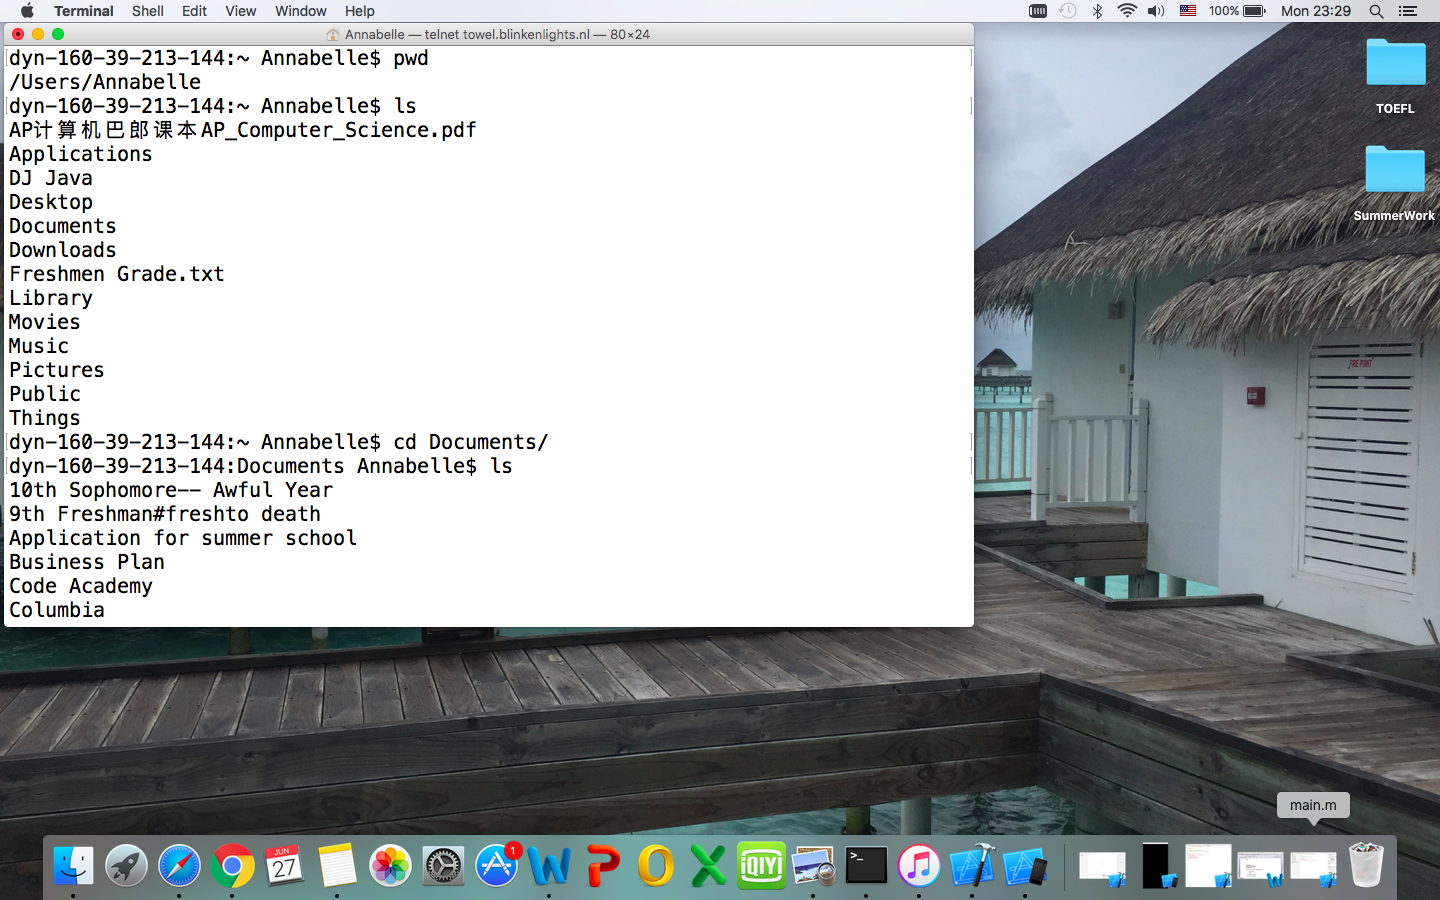 Terminal Shell Edit View Window Help 100% Mon 23:29
Annabelle — telnet towel.blinkenlights.nl — 80×24
dyn-160-39-213-144:~ Annabelle$ pwd
/Users/Annabelle
dyn-160-39-213-144:~ Annabelle$ ls
AP计算机巴郎课本AP_Computer_Science.pdf
Applications
DJ Java
Desktop
Documents
Downloads
Freshmen Grade.txt
Library
Movies
Music
Pictures
Public
Things
dyn-160-39-213-144:~ Annabelle$ cd Documents/
dyn-160-39-213-144:Documents Annabelle$ ls
10th Sophomore-- Awful Year
9th Freshman#freshto death
Application for summer school
Business Plan
Code Academy
Columbia
TOEFL
SummerWork
FIRE POINT
main.m
JUN
27
1
W
P
O
X
iQIY
>_